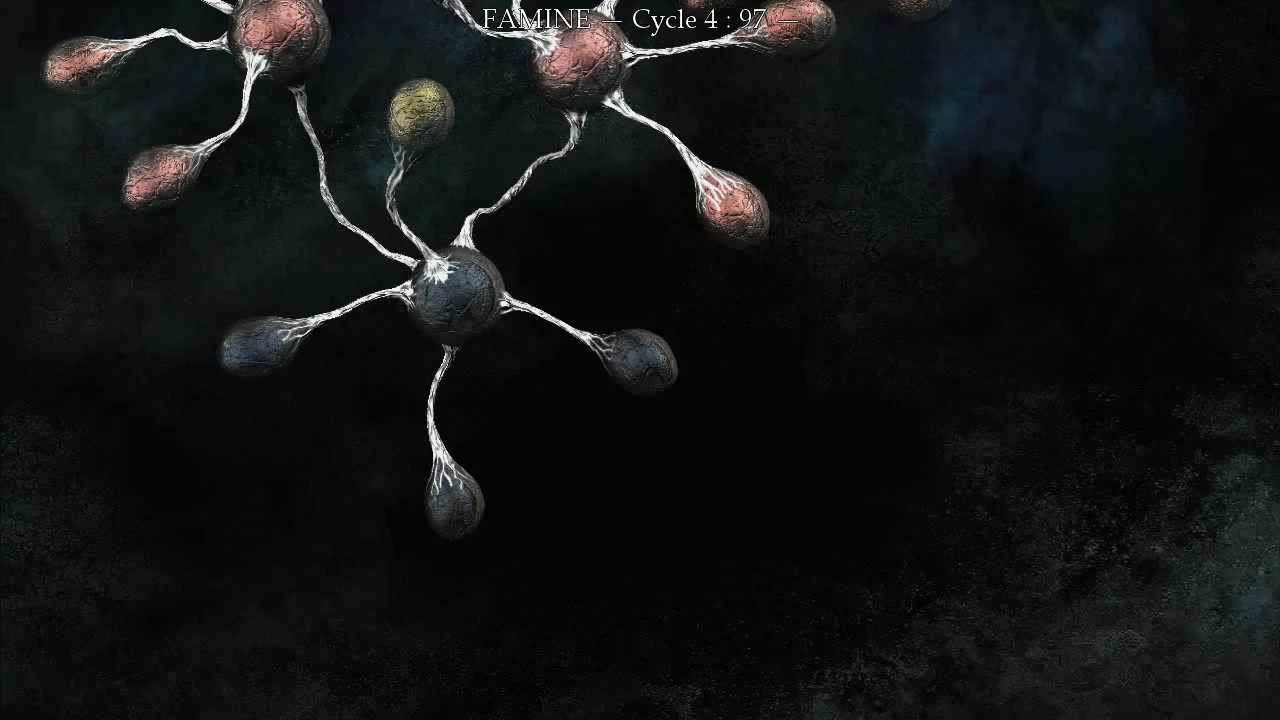 FAMINE — Cycle 4 : 97 —